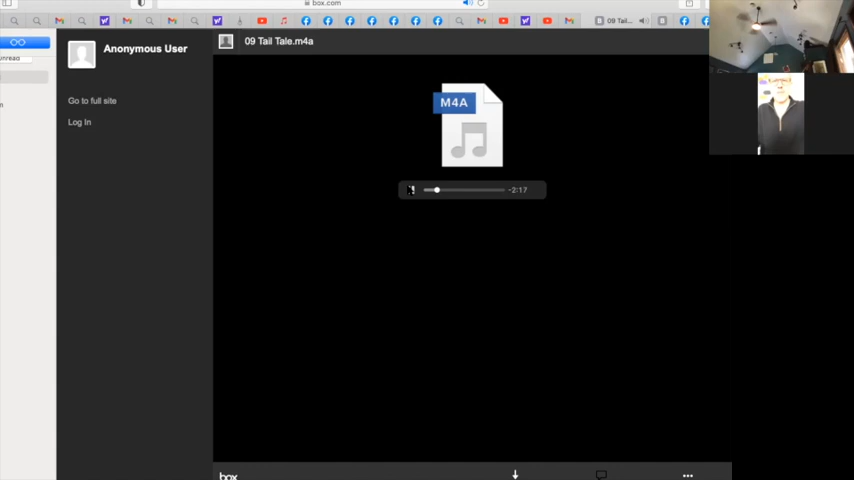 box.com
09 Tail...
Anonymous User
09 Tail Tale.m4a
Go to full site
Log In
M4A
-2:17
box